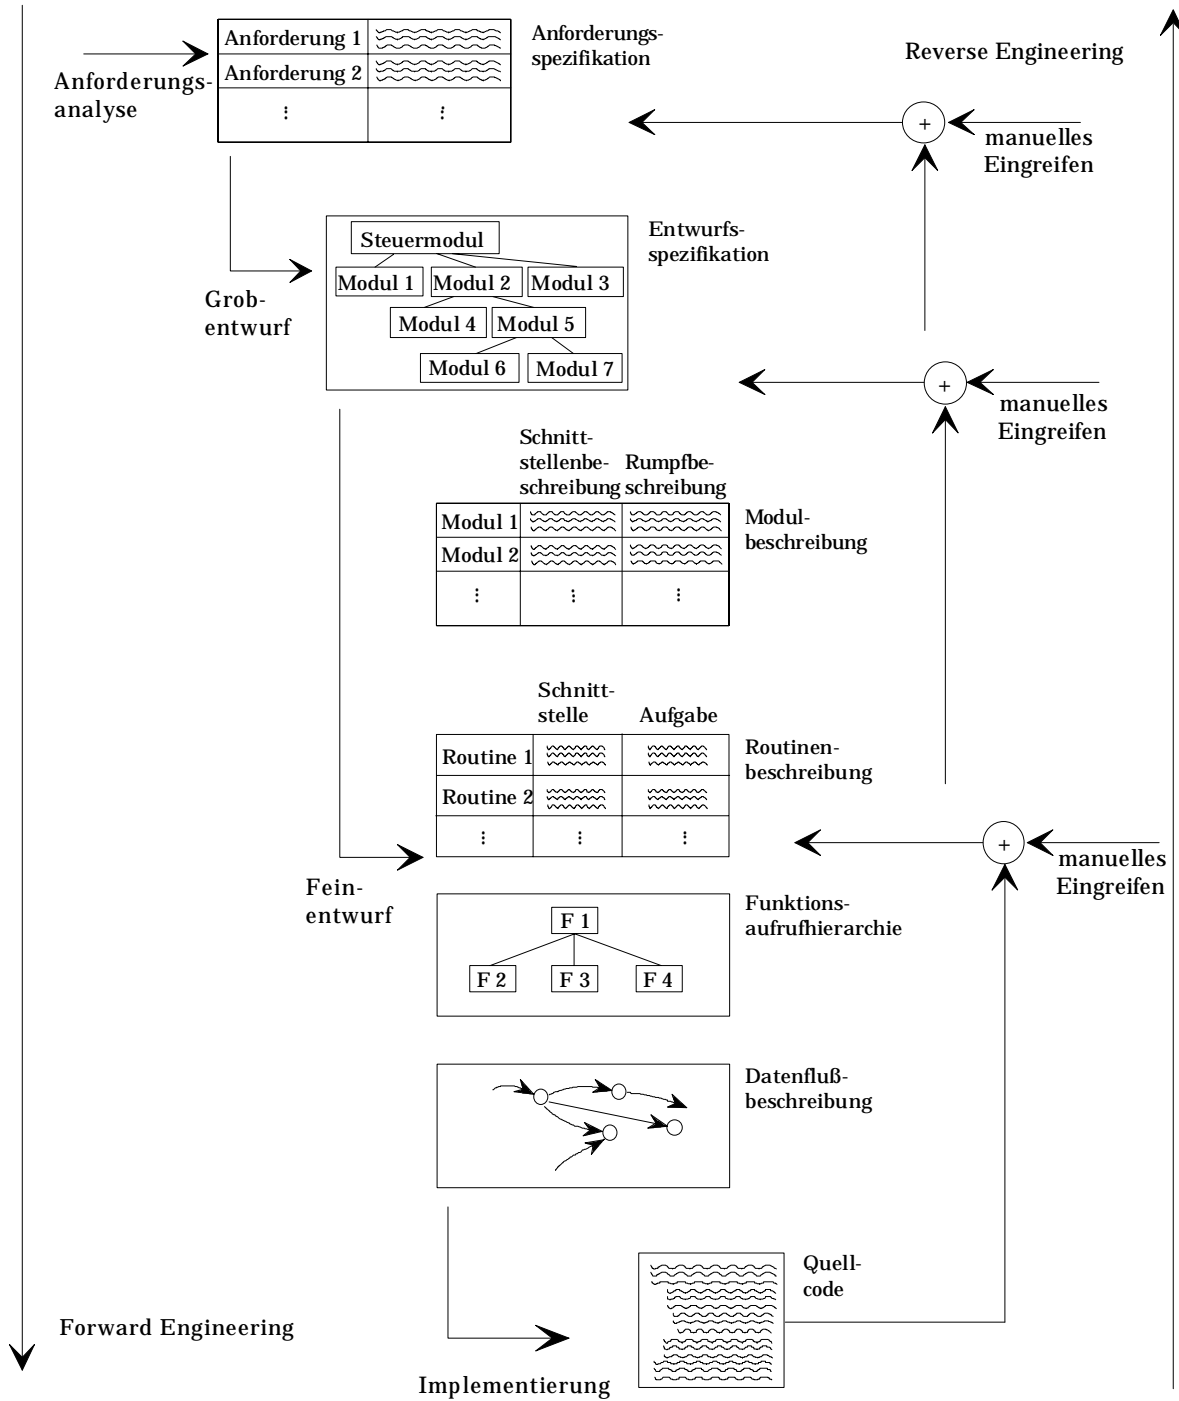 Anforderung 1
Anforderungs-
spezifikation
Reverse Engineering
Anforderungs-
analyse
Anforderung 2
⋮ ⋮
+
manuelles
Eingreifen
Steuermodul
Entwurfs-
spezifikation
Modul 1 Modul 2 Modul 3
Grob-
entwurf
Modul 4 Modul 5
Modul 6 Modul 7
+
manuelles
Eingreifen
Schnitt-
stellenbe-
schreibung
Rumpfbe-
schreibung
Modul 1
Modul 2
⋮ ⋮ ⋮
Modul-
beschreibung
Schnitt-
stelle
Aufgabe
Routine 1
Routine 2
⋮ ⋮ ⋮
Routinen-
beschreibung
+
manuelles
Eingreifen
Fein-
entwurf
F 1
F 2 F 3 F 4
Funktions-
aufrufhierarchie
Datenfluß-
beschreibung
Quell-
code
Forward Engineering
Implementierung